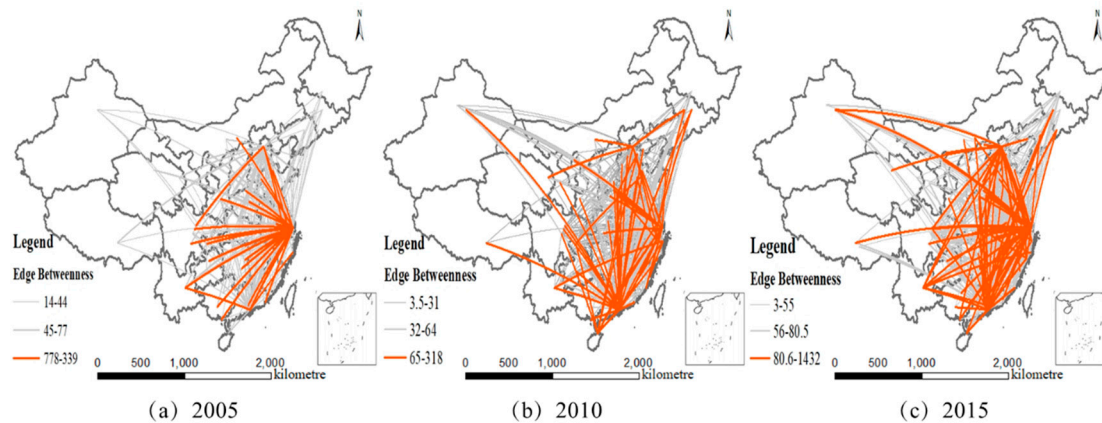 N
Legend
Edge Betweenness
14-44
45-77
778-339
0 500 1,000 2,000
kilometre
(a) 2005
N
Legend
Edge Betweenness
3.5-31
32-64
65-318
0 500 1,000 2,000
kilometre
(b) 2010
N
Legend
Edge Betweenness
3-55
56-80.5
80.6-1432
0 500 1,000 2,000
kilometre
(c) 2015